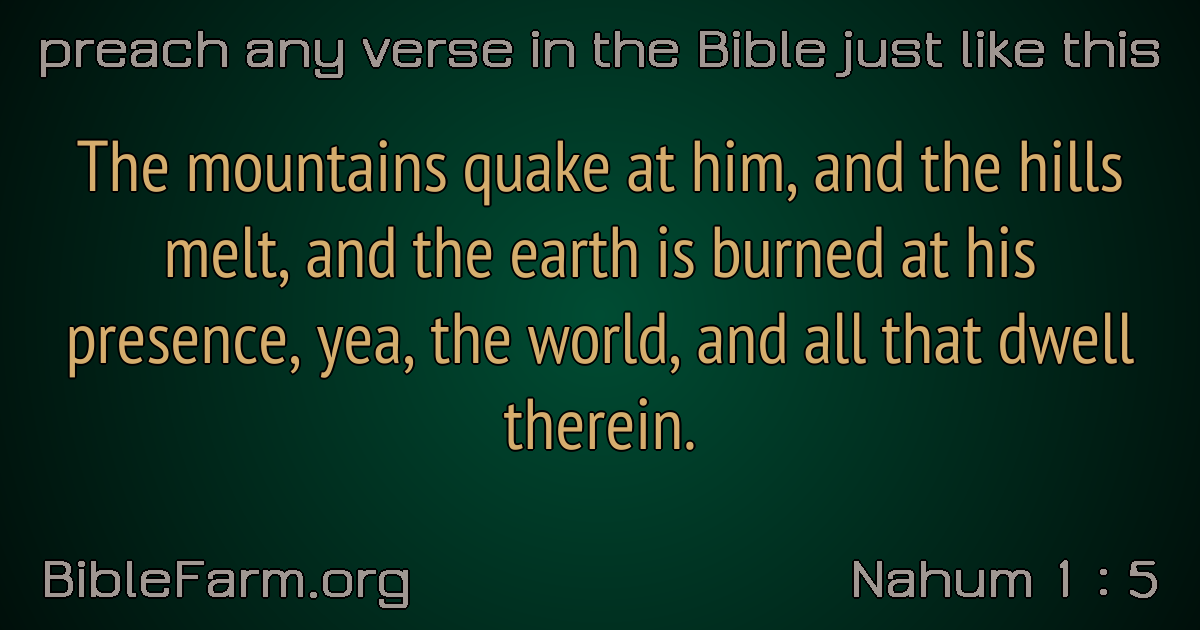 preach any verse in the Bible just like this
The mountains quake at him, and the hills
melt, and the earth is burned at his
presence, yea, the world, and all that dwell
therein.
BibleFarm.org
Nahum 1 : 5